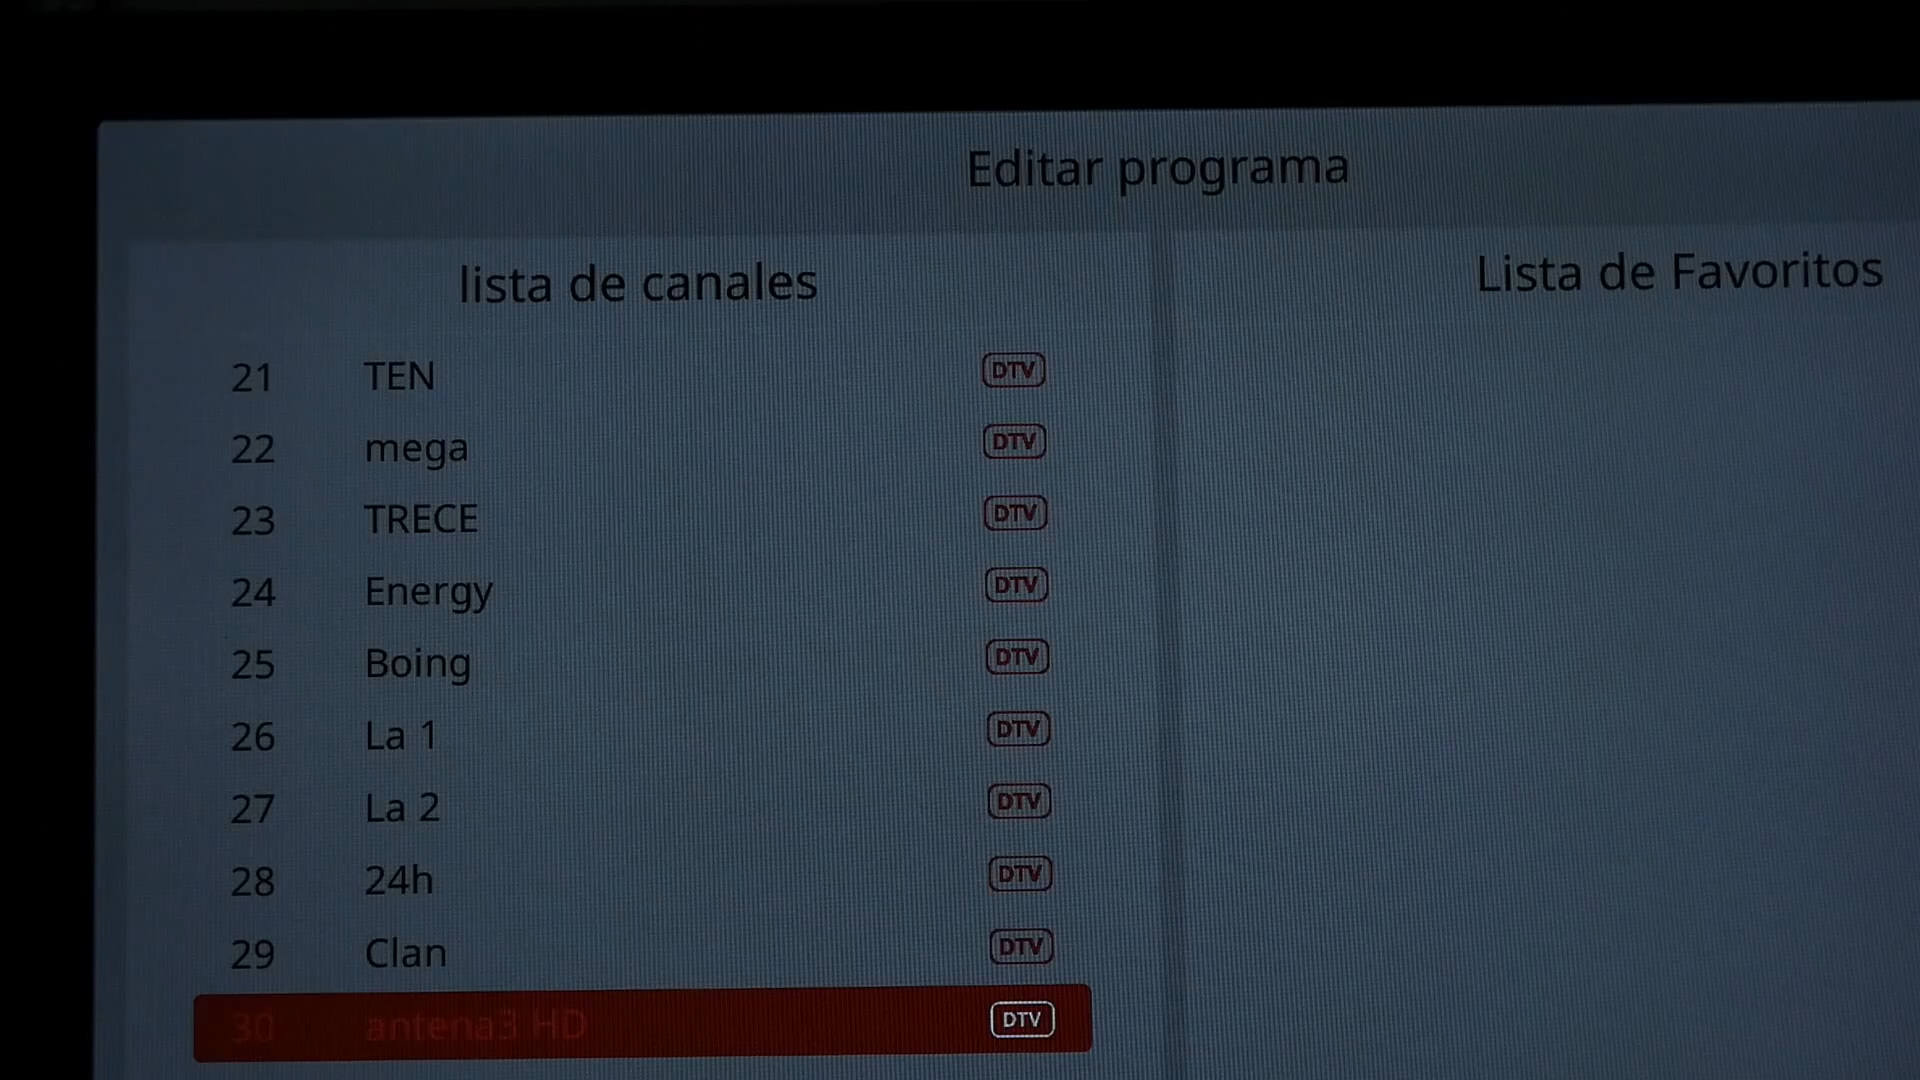 Editar programa
lista de canales
Lista de Favoritos
21 TEN DTV
22 mega DTV
23 TRECE DTV
24 Energy DTV
25 Boing DTV
26 La 1 DTV
27 La 2 DTV
28 24h DTV
29 Clan DTV
30 antena3 HD DTV